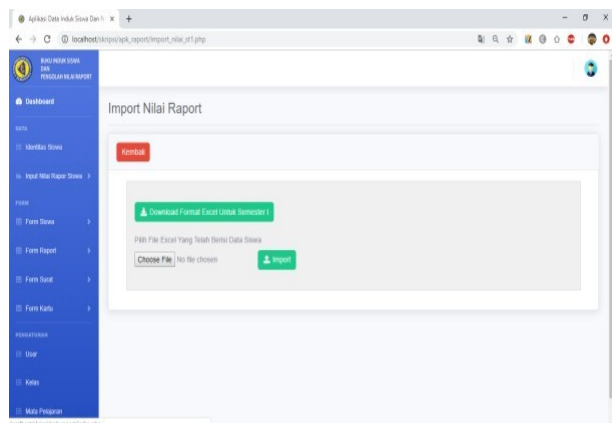 Aplikasi Data Induk Siswa Dan N
localhost/skripsi/apk_raport/import_nilai_st1.php
BUKU INDUK SISWA
DAN
PENGOLAH NILAI RAPORT
Dashboard
DATA
Identitas Siswa
Input Nilai Rapor Siswa
FORM
Form Siswa
Form Raport
Form Surat
Form Kartu
PENGATURAN
User
Kelas
Mata Pelajaran
Import Nilai Raport
Kembali
Download Format Excel Untuk Semester I
Pilih File Excel Yang Telah Berisi Data Siswa
Choose File No file chosen
Import